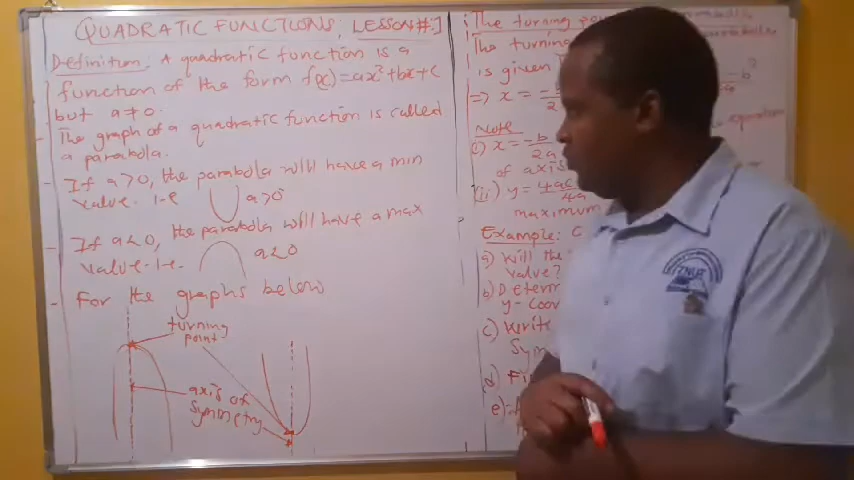 QUADRATIC FUNCTIONS, LESSON#:1
Definition: A quadratic function is a
function of the form f(x) = ax²+bx+c
but a≠0.
The graph of a quadratic function is called
a parabola.
If a>0, the parabola will have a min
value. i-e a>0
If a<0, the parabola will have a max
value-i-e. a<0
For the graphs below
turning
point
axis of
symmetry
The turning
The turning
is given
=> x = -b
2
Note
(i) x = -b
2a
of axis
(ii) y = 4ac
4a
maximum
Example:
a) Will the
value?
b) Determ
y-coor
c) Write
Sym
d) Fi
e)